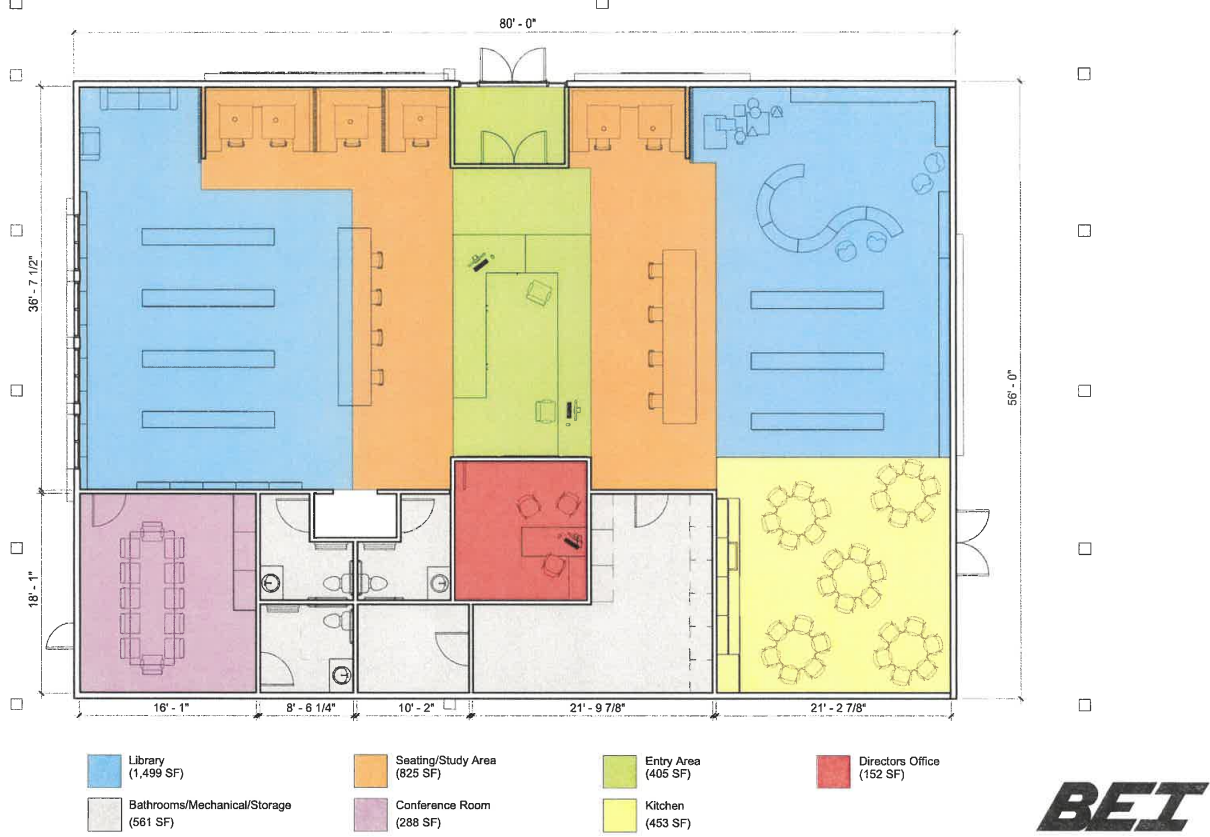 80' - 0"
36' - 7 1/2"
56' - 0"
18' - 1"
16' - 1"
8' - 6 1/4"
10' - 2"
21' - 9 7/8"
21' - 2 7/8"
Library
(1,499 SF)
Seating/Study Area
(825 SF)
Entry Area
(405 SF)
Directors Office
(152 SF)
Bathrooms/Mechanical/Storage
(561 SF)
Conference Room
(288 SF)
Kitchen
(453 SF)
BEI